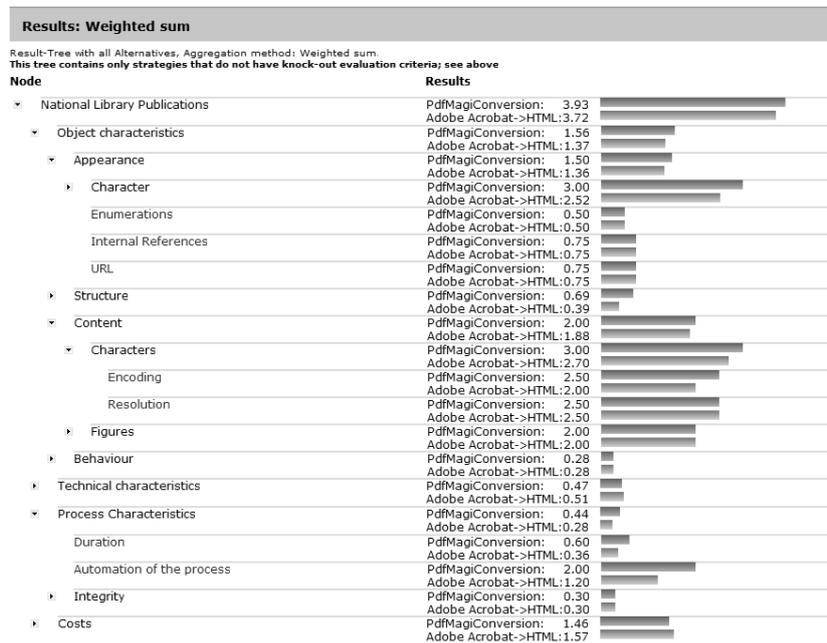 Results: Weighted sum
Result-Tree with all Alternatives, Aggregation method: Weighted sum.
This tree contains only strategies that do not have knock-out evaluation criteria; see above
Node Results
National Library Publications PdfMagiConversion: 3.93
Adobe Acrobat->HTML:3.72
Object characteristics PdfMagiConversion: 1.56
Adobe Acrobat->HTML:1.37
Appearance PdfMagiConversion: 1.50
Adobe Acrobat->HTML:1.36
Character PdfMagiConversion: 3.00
Adobe Acrobat->HTML:2.52
Enumerations PdfMagiConversion: 0.50
Adobe Acrobat->HTML:0.50
Internal References PdfMagiConversion: 0.75
Adobe Acrobat->HTML:0.75
URL PdfMagiConversion: 0.75
Adobe Acrobat->HTML:0.75
Structure PdfMagiConversion: 0.69
Adobe Acrobat->HTML:0.39
Content PdfMagiConversion: 2.00
Adobe Acrobat->HTML:1.88
Characters PdfMagiConversion: 3.00
Adobe Acrobat->HTML:2.70
Encoding PdfMagiConversion: 2.50
Adobe Acrobat->HTML:2.00
Resolution PdfMagiConversion: 2.50
Adobe Acrobat->HTML:2.50
Figures PdfMagiConversion: 2.00
Adobe Acrobat->HTML:2.00
Behaviour PdfMagiConversion: 0.28
Adobe Acrobat->HTML:0.28
Technical characteristics PdfMagiConversion: 0.47
Adobe Acrobat->HTML:0.51
Process Characteristics PdfMagiConversion: 0.44
Adobe Acrobat->HTML:0.28
Duration PdfMagiConversion: 0.60
Adobe Acrobat->HTML:0.36
Automation of the process PdfMagiConversion: 2.00
Adobe Acrobat->HTML:1.20
Integrity PdfMagiConversion: 0.30
Adobe Acrobat->HTML:0.30
Costs PdfMagiConversion: 1.46
Adobe Acrobat->HTML:1.57